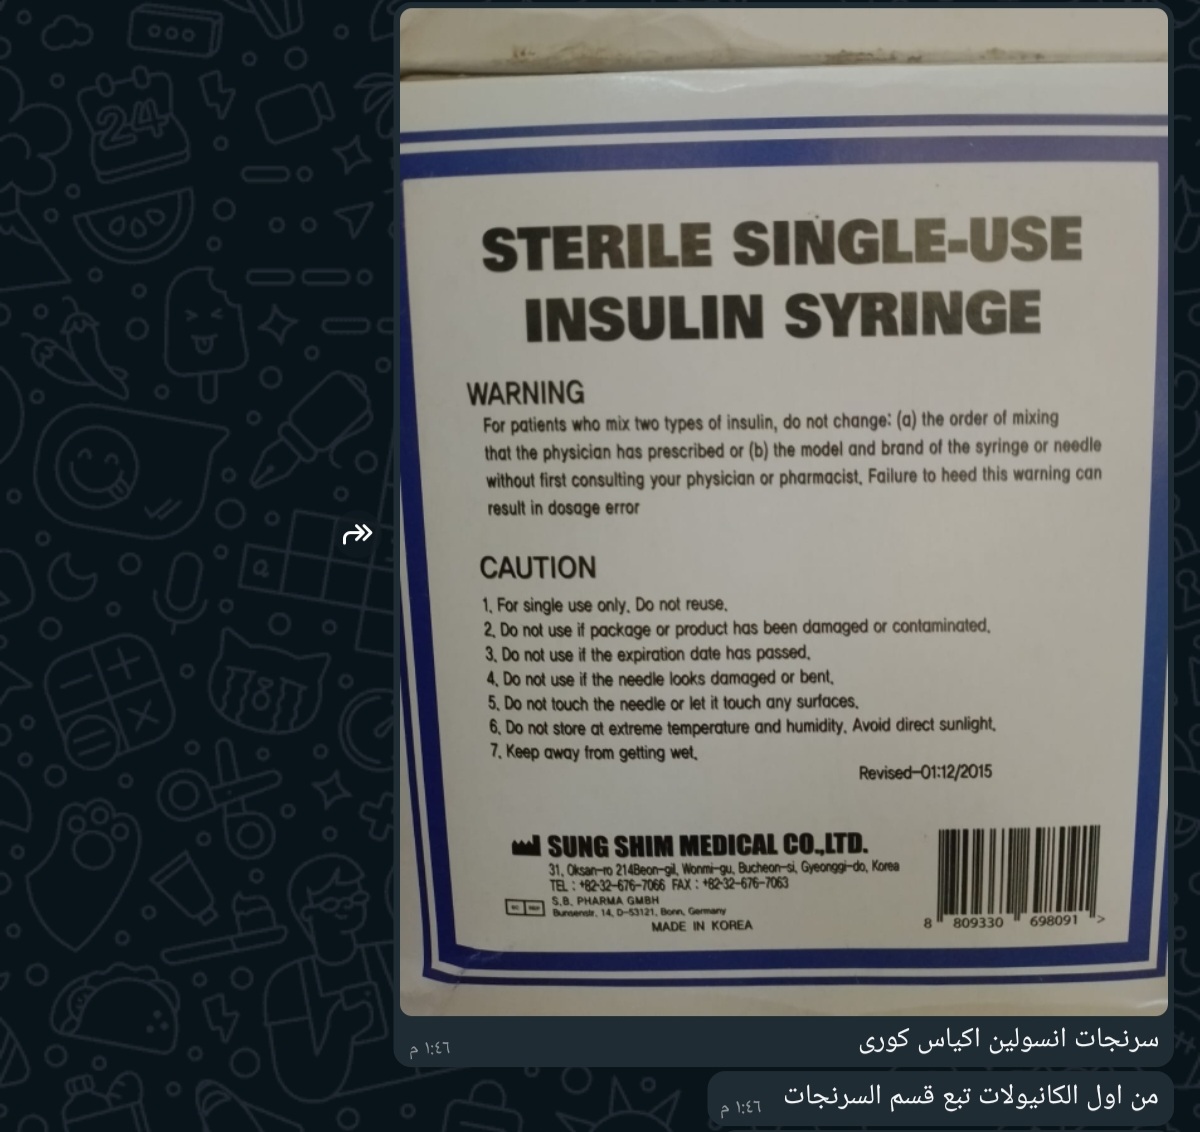 STERILE SINGLE-USE
INSULIN SYRINGE
WARNING
For patients who mix two types of insulin, do not change: (a) the order of mixing
that the physician has prescribed or (b) the model and brand of the syringe or needle
without first consulting your physician or pharmacist. Failure to heed this warning can
result in dosage error
CAUTION
1. For single use only. Do not reuse.
2. Do not use if package or product has been damaged or contaminated.
3. Do not use if the expiration date has passed.
4. Do not use if the needle looks damaged or bent.
5. Do not touch the needle or let it touch any surfaces.
6. Do not store at extreme temperature and humidity. Avoid direct sunlight.
7. Keep away from getting wet.
Revised-01:12/2015
SUNG SHIM MEDICAL CO.,LTD.
31, Oksan-ro 214Beon-gil, Wonmi-gu, Bucheon-si, Gyeonggi-do, Korea
TEL : +82-32-676-7066 FAX : +82-32-676-7063
EC REP
S.B. PHARMA GMBH
Bunsenstr. 14, D-53121, Bonn, Germany
MADE IN KOREA
8 809330 698091 >
سرنجات انسولين اكياس كورى
١:٤٦ م
من اول الكانيولات تبع قسم السرنجات
١:٤٦ م
24